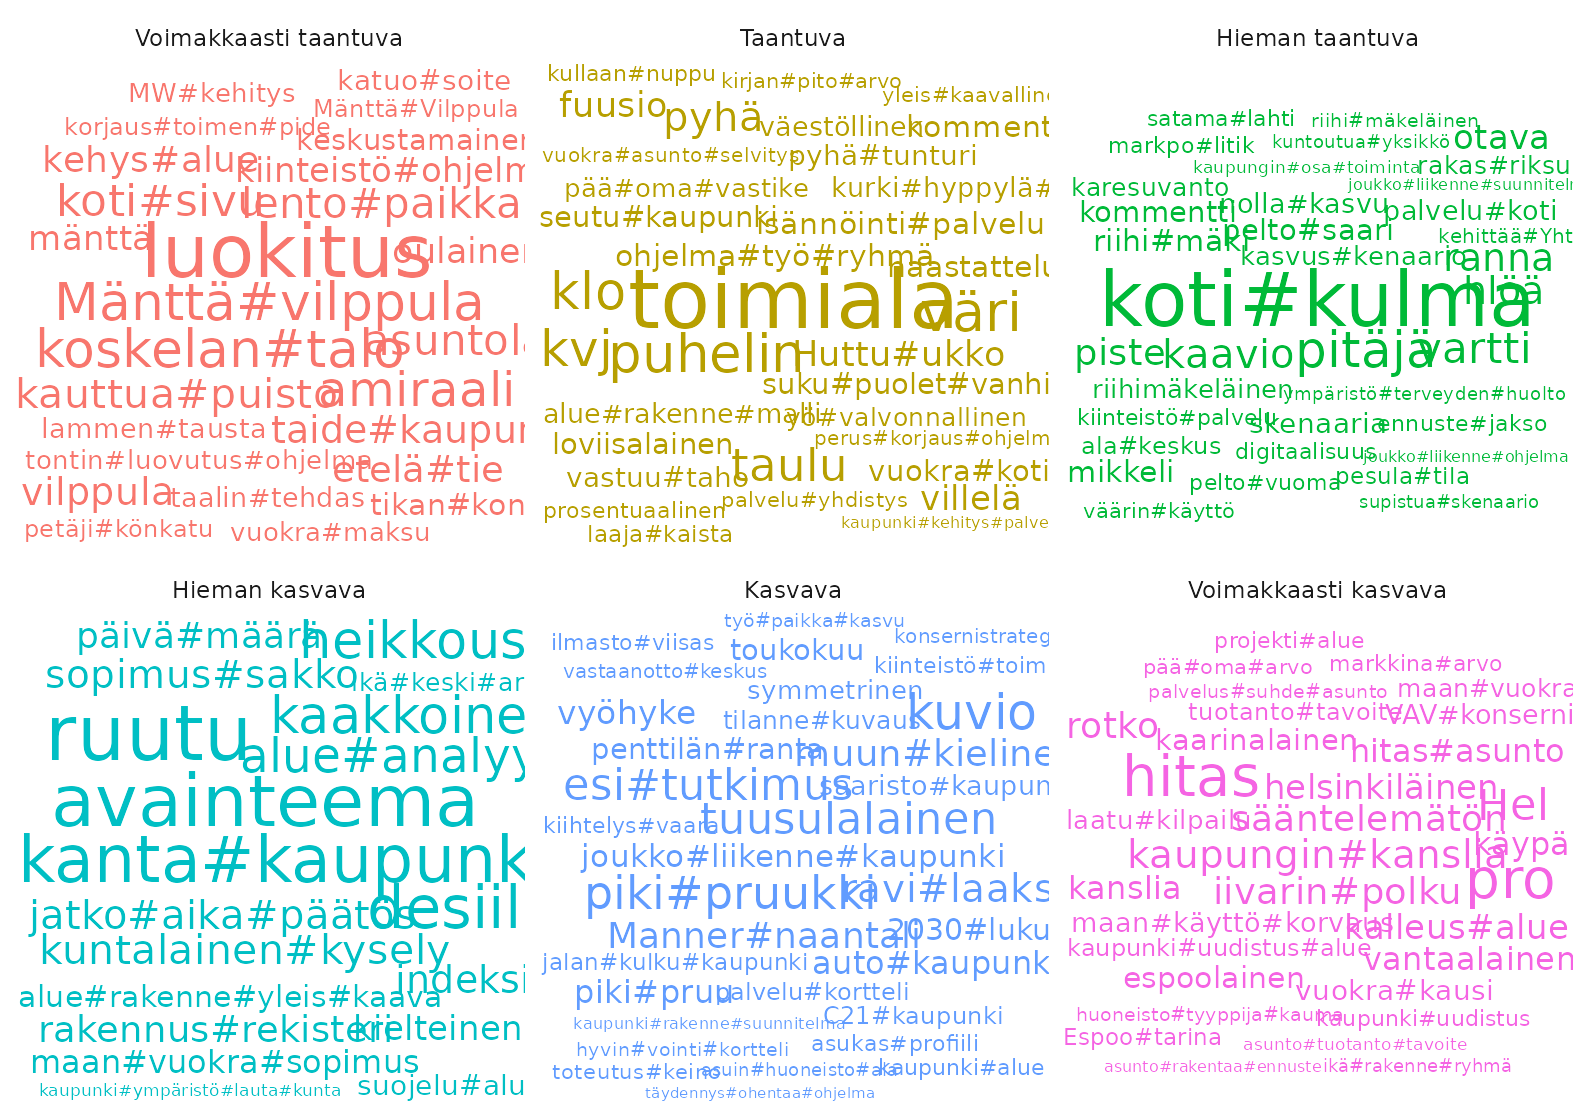 Voimakkaasti taantuva
katuo#soite
MW#kehitys
Mänttä#Vilppula
korjaus#toimen#pide
keskustamainen
kehys#alue
kiinteistö#ohjelm
koti#sivu
lento#paikka
mänttä
luokitus
oulainen
Mänttä#vilppula
koskelan#talo
asuntola
kauttua#puisto
amiraali
lammen#tausta
taide#kaupun
tontin#luovutus#ohjelma
etelä#tie
vilppula
taalin#tehdas
tikan#kon
petäji#könkatu
vuokra#maksu
Taantuva
kullaan#nuppu
kirjan#pito#arvo
yleis#kaavalline
fuusio
pyhä
väestöllinen
komment
vuokra#asunto#selvitys
pyhä#tunturi
pää#oma#vastike
kurki#hyppylä#
seutu#kaupunki
isännöinti#palvelu
ohjelma#työ#ryhmä
haastattelu
klo
toimiala
väri
kvj
puhelin
Huttu#ukko
suku#puolet#vanhi
alue#rakenne#malli
yö#valvonnallinen
loviisalainen
perus#korjaus#ohjelm
vastuu#taho
taulu
vuokra#koti
prosentuaalinen
palvelu#yhdistys
villelä
laaja#kaista
kaupunki#kehitys#palve
Hieman taantuva
satama#lahti
riihi#mäkeläinen
markpo#litik
kuntoutua#yksikkö
otava
kaupungin#osa#toiminta
rakas#riksu
karesuvanto
joukko#liikenne#suunniteln
kommentti
nolla#kasvu
palvelu#koti
riihi#mäki
pelto#saari
kehittää#Yht
kasvus#kenaario
ranna
koti#kulma
hlöä
piste
kaavio
pitäjä
vartti
riihimäkeläinen
ympäristö#terveyden#huolto
kiinteistö#palvelu
skenaaria
ennuste#jakso
ala#keskus
digitaalisuus
joukko#liikenne#ohjelma
mikkeli
pelto#vuoma
pesula#tila
väärin#käyttö
supistua#skenaario
Hieman kasvava
päivä#määrä
heikkous
sopimus#sakko
ikä#keski#ar
ruutu
kaakkoine
alue#analyy
avainteema
kanta#kaupunk
jatko#aika#päätös
desiil
kuntalainen#kysely
indeksi
alue#rakenne#yleis#kaava
rakennus#rekisteri
kielteinen
maan#vuokra#sopimus
kaupunki#ympäristö#lauta#kunta
suojelu#alu
Kasvava
työ#paikka#kasvu
ilmasto#viisas
toukokuu
konsernistrateg
vastaanotto#keskus
kiinteistö#toim
symmetrinen
vyöhyke
tilanne#kuvaus
kuvio
penttilän#ranta
muun#kieline
esi#tutkimus
saaristo#kaupun
kiihtelys#vaara
tuusulalainen
joukko#liikenne#kaupunki
piki#pruukki
ravi#laaks
Manner#naantali
2030#luku
jalan#kulku#kaupunki
auto#kaupunk
piki#pruu
palvelu#kortteli
kaupunki#rakenne#suunnitelma
C21#kaupunki
hyvin#vointi#kortteli
asukas#profiili
toteutus#keino
asuin#huoneisto#ala
kaupunki#alue
täydennys#ohentaa#ohjelma
Voimakkaasti kasvava
projekti#alue
pää#oma#arvo
markkina#arvo
palvelus#suhde#asunto
maan#vuokra
rotko
tuotanto#tavoite
VAV#konserni
kaarinalainen
hitas#asunto
hitas
helsinkiläinen
Hel
laatu#kilpailu
sääntelemätön
käypä
kaupungin#kanslia
kanslia
iivarin#polku
pro
maan#käyttö#korvaus
kalleus#alue
kaupunki#uudistus#alue
vantaalainen
espoolainen
vuokra#kausi
huoneisto#tyyppija#kauma
kaupunki#uudistus
Espoo#tarina
asunto#tuotanto#tavoite
asunto#rakentaa#ennuste
ikä#rakenne#ryhmä